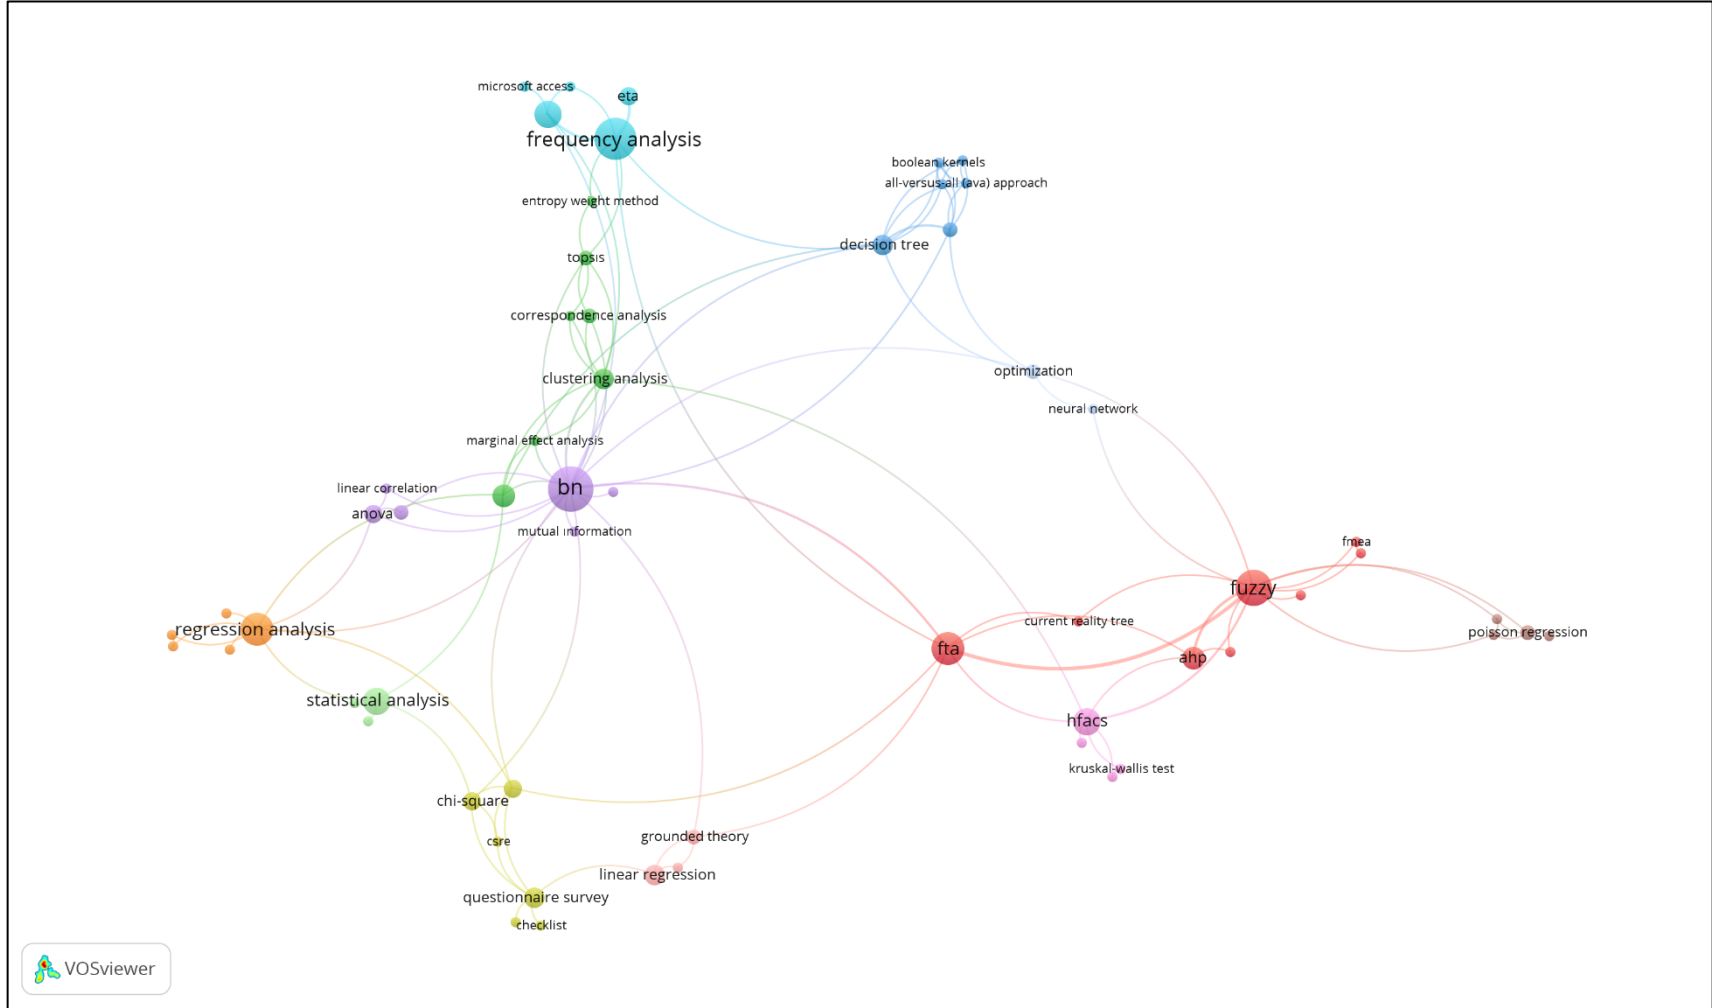 microsoft access
eta
frequency analysis
boolean kernels
all-versus-all (ava) approach
entropy weight method
decision tree
topsis
correspondence analysis
optimization
clustering analysis
neural network
marginal effect analysis
linear correlation
bn
anova
mutual information
fmea
fuzzy
current reality tree
regression analysis
poisson regression
fta
ahp
statistical analysis
hfacs
kruskal-wallis test
chi-square
grounded theory
csre
linear regression
questionnaire survey
checklist
VOSviewer